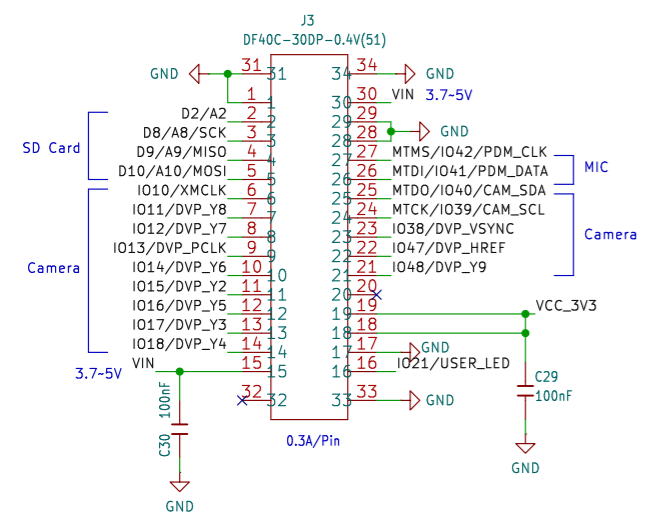 J3
DF40C-30DP-0.4V(51)
GND 31 31 34 34 GND
1 1 30 30 VIN 3.7~5V
D2/A2 2 2 29 29
D8/A8/SCK 3 3 28 28 GND
SD Card D9/A9/MISO 4 4 27 27 MTMS/IO42/PDM_CLK
D10/A10/MOSI 5 5 26 26 MTDI/IO41/PDM_DATA MIC
IO10/XMCLK 6 6 25 25 MTDO/IO40/CAM_SDA
IO11/DVP_Y8 7 7 24 24 MTCK/IO39/CAM_SCL
IO12/DVP_Y7 8 8 23 23 IO38/DVP_VSYNC Camera
IO13/DVP_PCLK 9 9 22 22 IO47/DVP_HREF
Camera IO14/DVP_Y6 10 10 21 21 IO48/DVP_Y9
IO15/DVP_Y2 11 11 20 20
IO16/DVP_Y5 12 12 19 19 VCC_3V3
IO17/DVP_Y3 13 13 18 18
IO18/DVP_Y4 14 14 17 17 GND
3.7~5V VIN 15 15 16 16 IO21/USER_LED
32 32 33 33 GND
C29
100nF
C30 100nF
0.3A/Pin
GND
GND